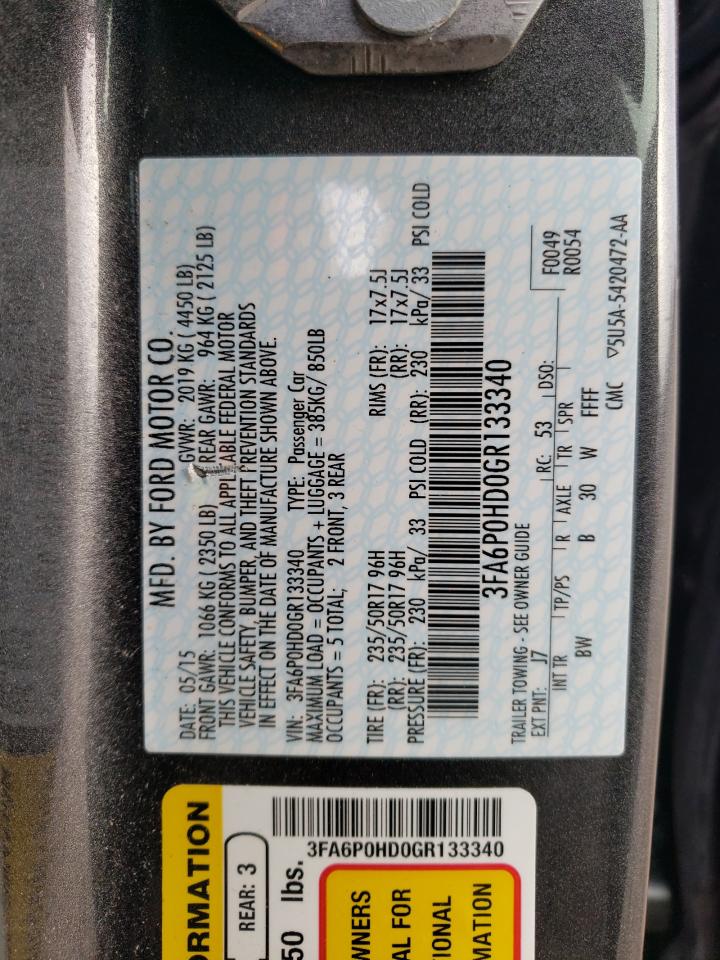 MFD. BY FORD MOTOR CO.
DATE: 05/15 GVWR: 2019 KG ( 4450 LB)
FRONT GAWR: 1066 KG ( 2350 LB) REAR GAWR: 964 KG ( 2125 LB)
THIS VEHICLE CONFORMS TO ALL APPLICABLE FEDERAL MOTOR
VEHICLE SAFETY, BUMPER, AND THEFT PREVENTION STANDARDS
IN EFFECT ON THE DATE OF MANUFACTURE SHOWN ABOVE.
VIN: 3FA6P0HD0GR133340 TYPE: Passenger Car
MAXIMUM LOAD = OCCUPANTS + LUGGAGE = 385KG/ 850LB
OCCUPANTS = 5 TOTAL; 2 FRONT, 3 REAR
TIRE (FR): 235/50R17 96H RIMS (FR): 17x7.5J
(RR): 235/50R17 96H (RR): 17x7.5J
PRESSURE (FR): 230 kPa/ 33 PSI COLD (RR): 230 kPa/ 33 PSI COLD
3FA6P0HD0GR133340
TRAILER TOWING - SEE OWNER GUIDE F0049
EXT PNT: J7 RC: 53 DSO: R0054
INT TR TP/PS R AXLE TR SPR
BW B 30 W FFFF
CMC ▽5U5A-5420472-AA
ORMATION
REAR: 3
50 lbs.
3FA6P0HD0GR133340
WNERS
AL FOR
IONAL
MATION